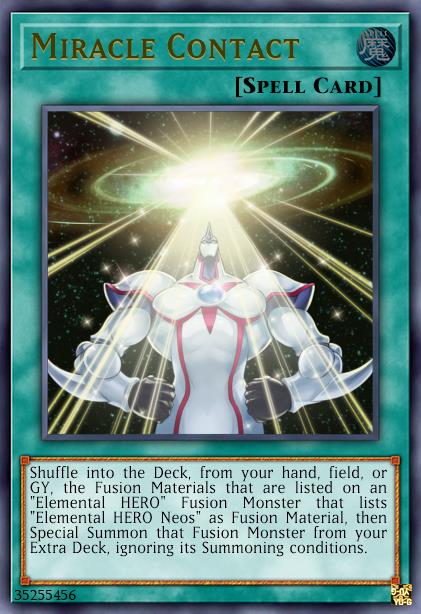 Miracle Contact
魔
[Spell Card]
Shuffle into the Deck, from your hand, field, or
GY, the Fusion Materials that are listed on an
"Elemental HERO" Fusion Monster that lists
"Elemental HERO Neos" as Fusion Material, then
Special Summon that Fusion Monster from your
Extra Deck, ignoring its Summoning conditions.
35255456